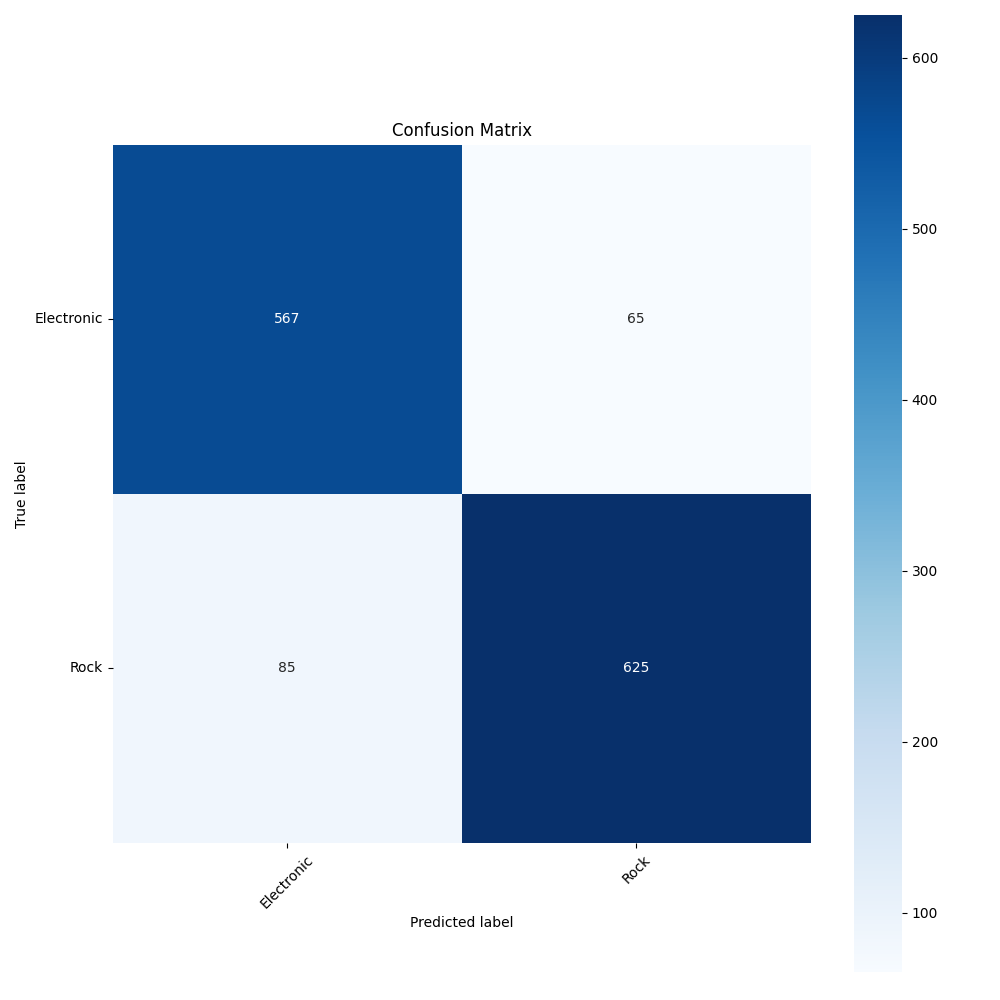 Confusion Matrix
Electronic
567
65
Rock
85
625
True label
Electronic
Rock
Predicted label
600
500
400
300
200
100